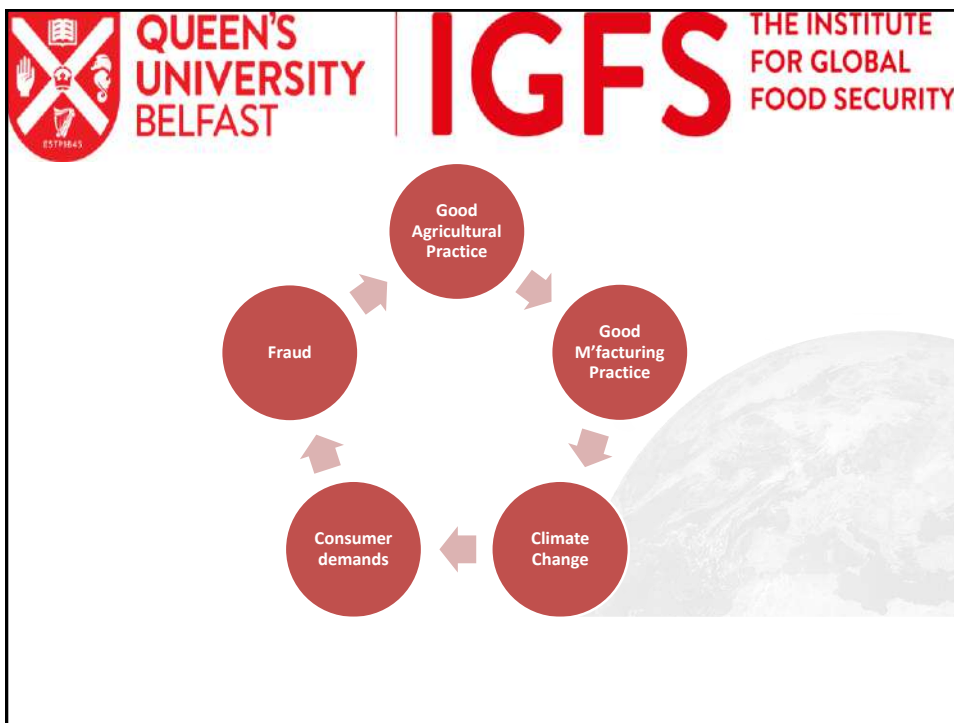 QUEEN'S
UNIVERSITY
BELFAST
ESTD1845
IGFS
THE INSTITUTE
FOR GLOBAL
FOOD SECURITY
Good
Agricultural
Practice
Good
M'facturing
Practice
Climate
Change
Consumer
demands
Fraud